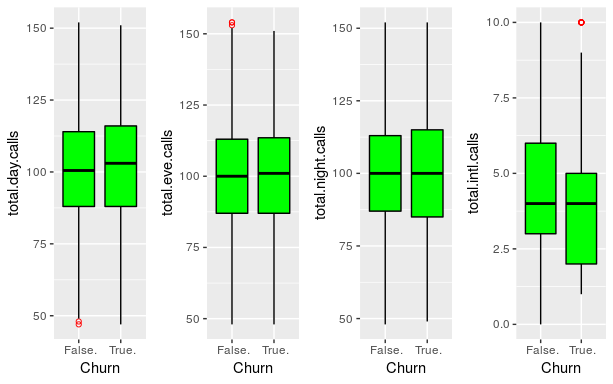 total.day.calls
150
125
100
75
50
False. True.
Churn
total.eve.calls
150
125
100
75
50
False. True.
Churn
total.night.calls
150
125
100
75
50
False. True.
Churn
total.intl.calls
10.0
7.5
5.0
2.5
0.0
False. True.
Churn